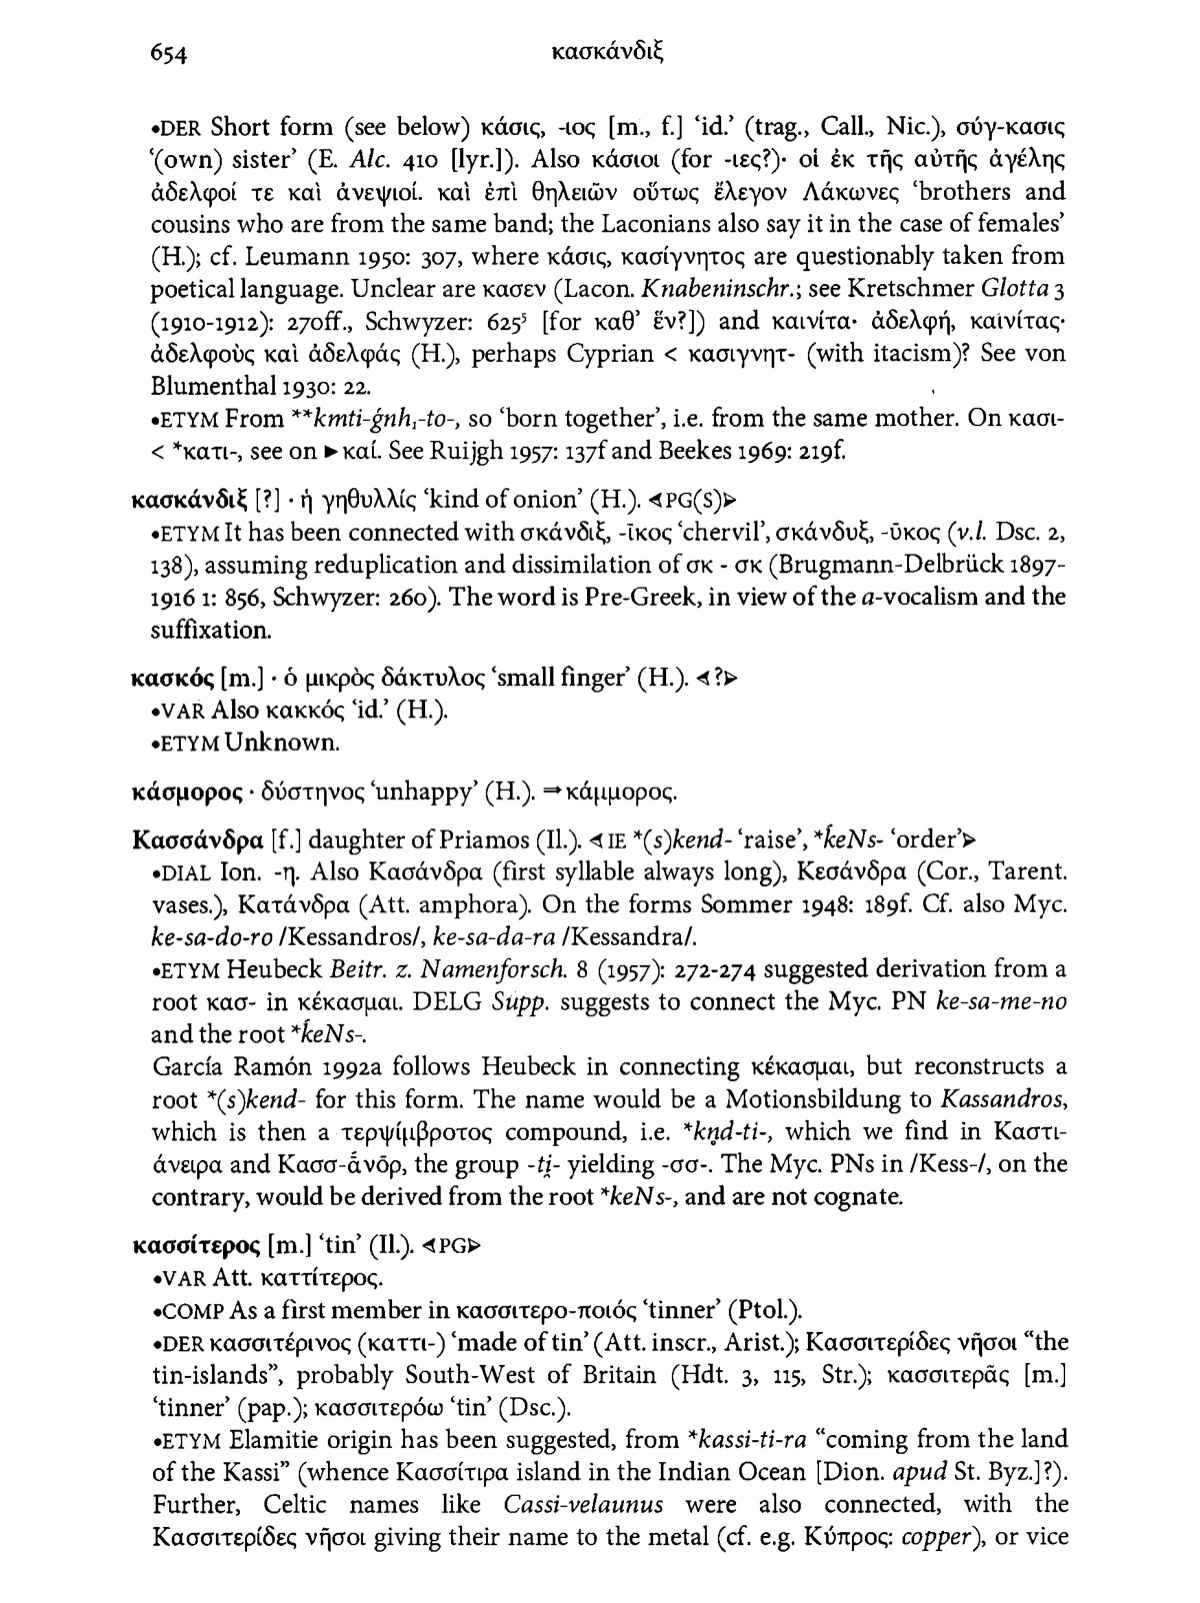 654 κασκάνδιξ
•DER Short form (see below) κάσις, -ιος [m., f.] ‘id.’ (trag., Call., Nic.), σύγ-κασις
‘(own) sister’ (E. Alc. 410 [lyr.]). Also κάσιοι (for -ιες?)· οἱ ἐκ τῆς αὐτῆς ἀγέλης
ἀδελφοί τε καὶ ἀνεψιοί. καὶ ἐπὶ θηλειῶν οὕτως ἔλεγον Λάκωνες ‘brothers and
cousins who are from the same band; the Laconians also say it in the case of females’
(H.); cf. Leumann 1950: 307, where κάσις, κασίγνητος are questionably taken from
poetical language. Unclear are κασεν (Lacon. Knabeninschr.; see Kretschmer Glotta 3
(1910-1912): 270ff., Schwyzer: 625⁵ [for καθ’ ἕν?]) and καινίτα· ἀδελφή, καινίτας·
ἀδελφοὺς καὶ ἀδελφάς (H.), perhaps Cyprian < κασιγνητ- (with itacism)? See von
Blumenthal 1930: 22.
•ETYM From **kmti-ǵnh₁-to-, so ‘born together’, i.e. from the same mother. On κασι-
< *κατι-, see on ►καί. See Ruijgh 1957: 137f and Beekes 1969: 219f.
κασκάνδιξ [?] · ἡ γηθυλλίς ‘kind of onion’ (H.). ◁PG(S)▷
•ETYM It has been connected with σκάνδιξ, -ῑκος ‘chervil’, σκάνδυξ, -ῡκος (v.l. Dsc. 2,
138), assuming reduplication and dissimilation of σκ - σκ (Brugmann-Delbrück 1897-
1916 1: 856, Schwyzer: 260). The word is Pre-Greek, in view of the a-vocalism and the
suffixation.
κασκός [m.] · ὁ μικρὸς δάκτυλος ‘small finger’ (H.). ◁?▷
•VAR Also κακκός ‘id.’ (H.).
•ETYM Unknown.
κάσμορος · δύστηνος ‘unhappy’ (H.). ⇒κάμμορος.
Κασσάνδρα [f.] daughter of Priamos (Il.). ◁IE *(s)kend- ‘raise’, *ḱeNs- ‘order’▷
•DIAL Ion. -η. Also Κασάνδρα (first syllable always long), Κεσάνδρα (Cor., Tarent.
vases.), Κατάνδρα (Att. amphora). On the forms Sommer 1948: 189f. Cf. also Myc.
ke-sa-do-ro /Kessandros/, ke-sa-da-ra /Kessandra/.
•ETYM Heubeck Beitr. z. Namenforsch. 8 (1957): 272-274 suggested derivation from a
root κασ- in κέκασμαι. DELG Supp. suggests to connect the Myc. PN ke-sa-me-no
and the root *ḱeNs-.
García Ramón 1992a follows Heubeck in connecting κέκασμαι, but reconstructs a
root *(s)kend- for this form. The name would be a Motionsbildung to Kassandros,
which is then a τερψίμβροτος compound, i.e. *kn̥d-ti-, which we find in Καστι-
άνειρα and Κασσ-ά̄νōρ, the group -ti̯- yielding -σσ-. The Myc. PNs in /Kess-/, on the
contrary, would be derived from the root *keNs-, and are not cognate.
κασσίτερος [m.] ‘tin’ (Il.). ◁PG▷
•VAR Att. καττίτερος.
•COMP As a first member in κασσιτερο-ποιός ‘tinner’ (Ptol.).
•DER κασσιτέρινος (καττι-) ‘made of tin’ (Att. inscr., Arist.); Κασσιτερίδες νῆσοι “the
tin-islands”, probably South-West of Britain (Hdt. 3, 115, Str.); κασσιτερᾶς [m.]
‘tinner’ (pap.); κασσιτερόω ‘tin’ (Dsc.).
•ETYM Elamitie origin has been suggested, from *kassi-ti-ra “coming from the land
of the Kassi” (whence Κασσίτιρα island in the Indian Ocean [Dion. apud St. Byz.]?).
Further, Celtic names like Cassi-velaunus were also connected, with the
Κασσιτερίδες νῆσοι giving their name to the metal (cf. e.g. Κύπρος: copper), or vice